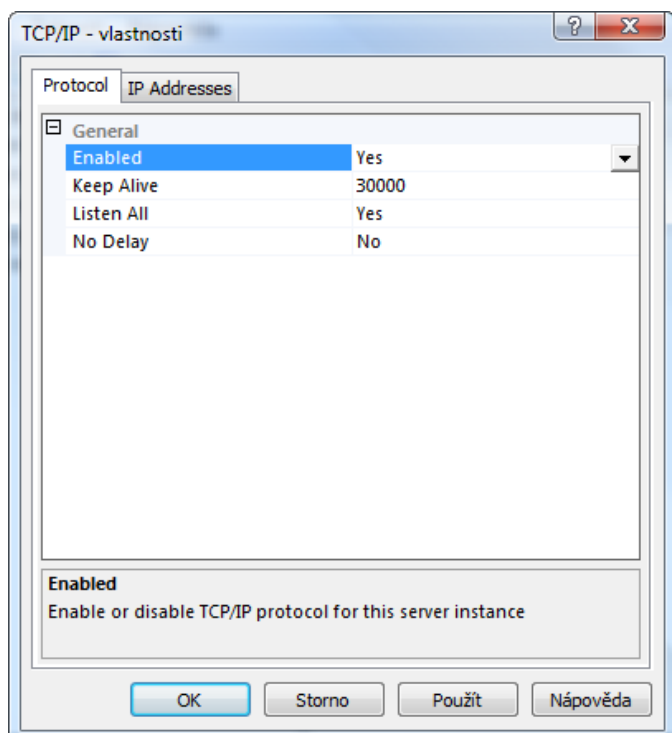 TCP/IP - vlastnosti
Protocol IP Addresses
General
Enabled Yes
Keep Alive 30000
Listen All Yes
No Delay No
Enabled
Enable or disable TCP/IP protocol for this server instance
OK Storno Použít Nápověda